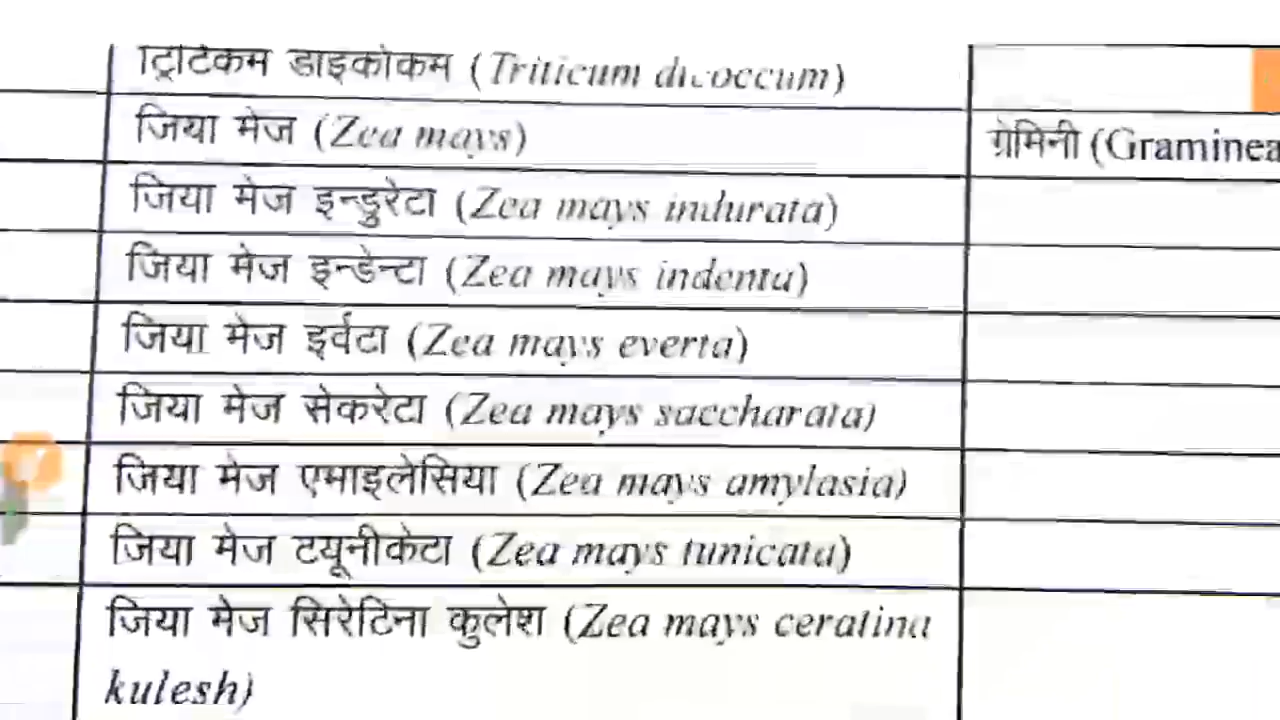 ट्रिटिकम डाइकोकम (Triticum dicoccum)
जिया मेज (Zea mays)
ग्रेमिनी (Graminea
जिया मेज इन्डुरेटा (Zea mays indurata)
जिया मेज इन्डेन्टा (Zea mays indenta)
जिया मेज इर्वटा (Zea mays everta)
जिया मेज सेकरेटा (Zea mays saccharata)
जिया मेज एमाइलेसिया (Zea mays amylasia)
जिया मेज टयूनीकेटा (Zea mays tunicata)
जिया मेज सिरेटिना कुलेश (Zea mays ceratina
kulesh)